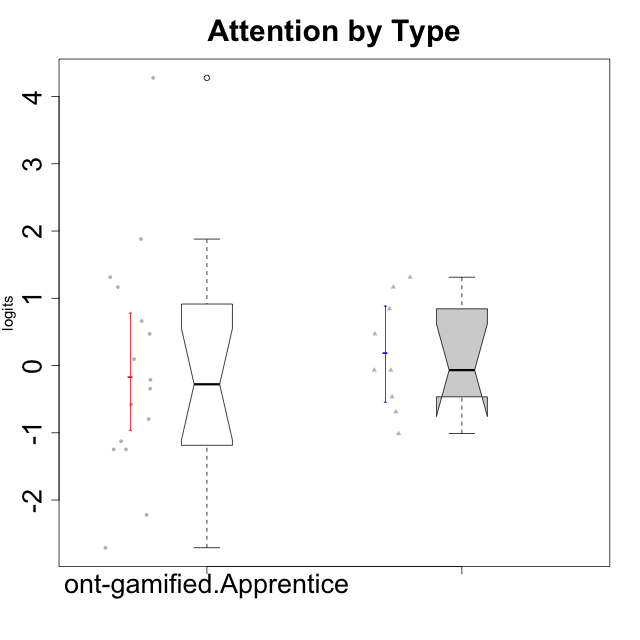 Attention by Type
logits
4
3
2
1
0
-1
-2
ont-gamified.Apprentice